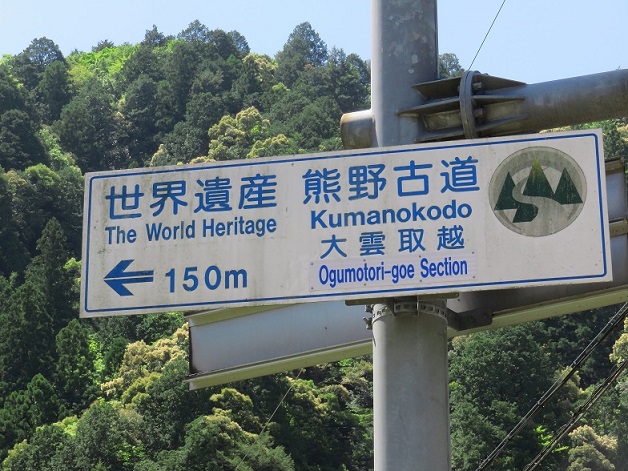 世界遺産
The World Heritage
← 150m
熊野古道
Kumanokodo
大雲取越
Ogumotori-goe Section